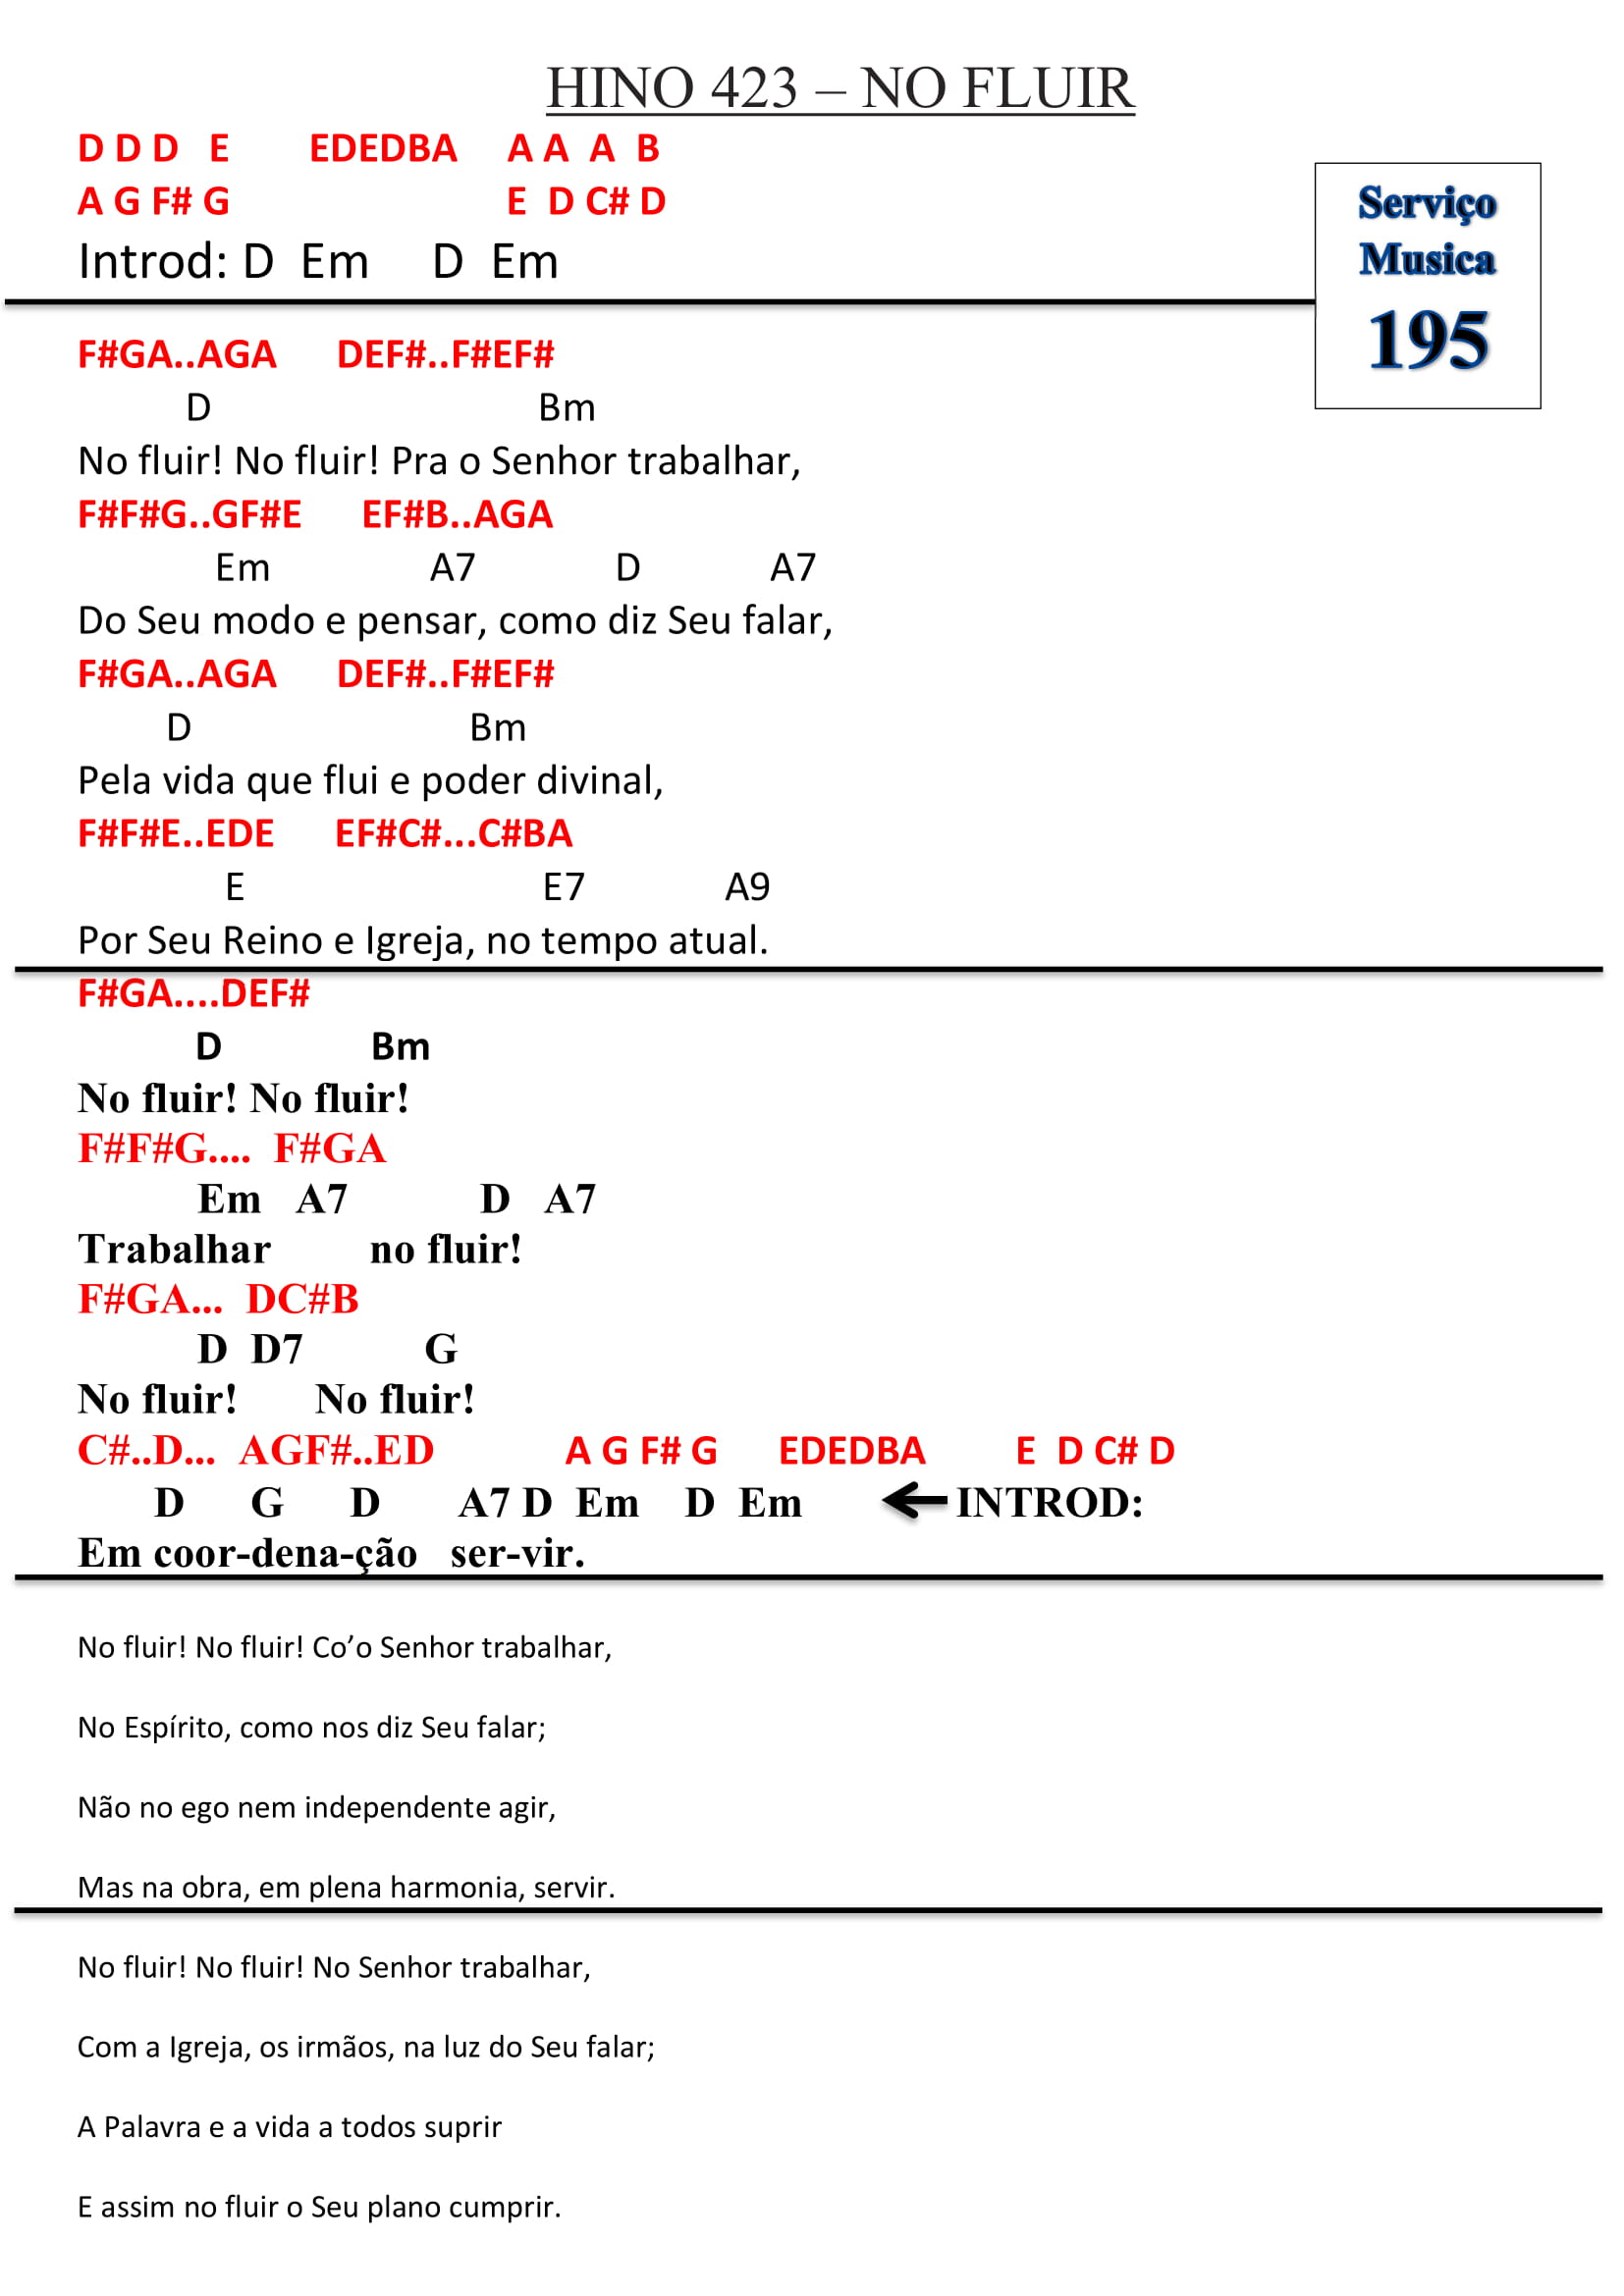 HINO 423 – NO FLUIR
D D D E EDEDBA A A A B
A G F# G E D C# D
Introd: D Em D Em
Serviço
Musica
195
F#GA..AGA DEF#..F#EF#
D Bm
No fluir! No fluir! Pra o Senhor trabalhar,
F#F#G..GF#E EF#B..AGA
Em A7 D A7
Do Seu modo e pensar, como diz Seu falar,
F#GA..AGA DEF#..F#EF#
D Bm
Pela vida que flui e poder divinal,
F#F#E..EDE EF#C#...C#BA
E E7 A9
Por Seu Reino e Igreja, no tempo atual.
F#GA....DEF#
D Bm
No fluir! No fluir!
F#F#G.... F#GA
Em A7 D A7
Trabalhar no fluir!
F#GA... DC#B
D D7 G
No fluir! No fluir!
C#..D... AGF#..ED A G F# G EDEDBA E D C# D
D G D A7 D Em D Em ← INTROD:
Em coor-dena-ção ser-vir.
No fluir! No fluir! Co’o Senhor trabalhar,
No Espírito, como nos diz Seu falar;
Não no ego nem independente agir,
Mas na obra, em plena harmonia, servir.
No fluir! No fluir! No Senhor trabalhar,
Com a Igreja, os irmãos, na luz do Seu falar;
A Palavra e a vida a todos suprir
E assim no fluir o Seu plano cumprir.